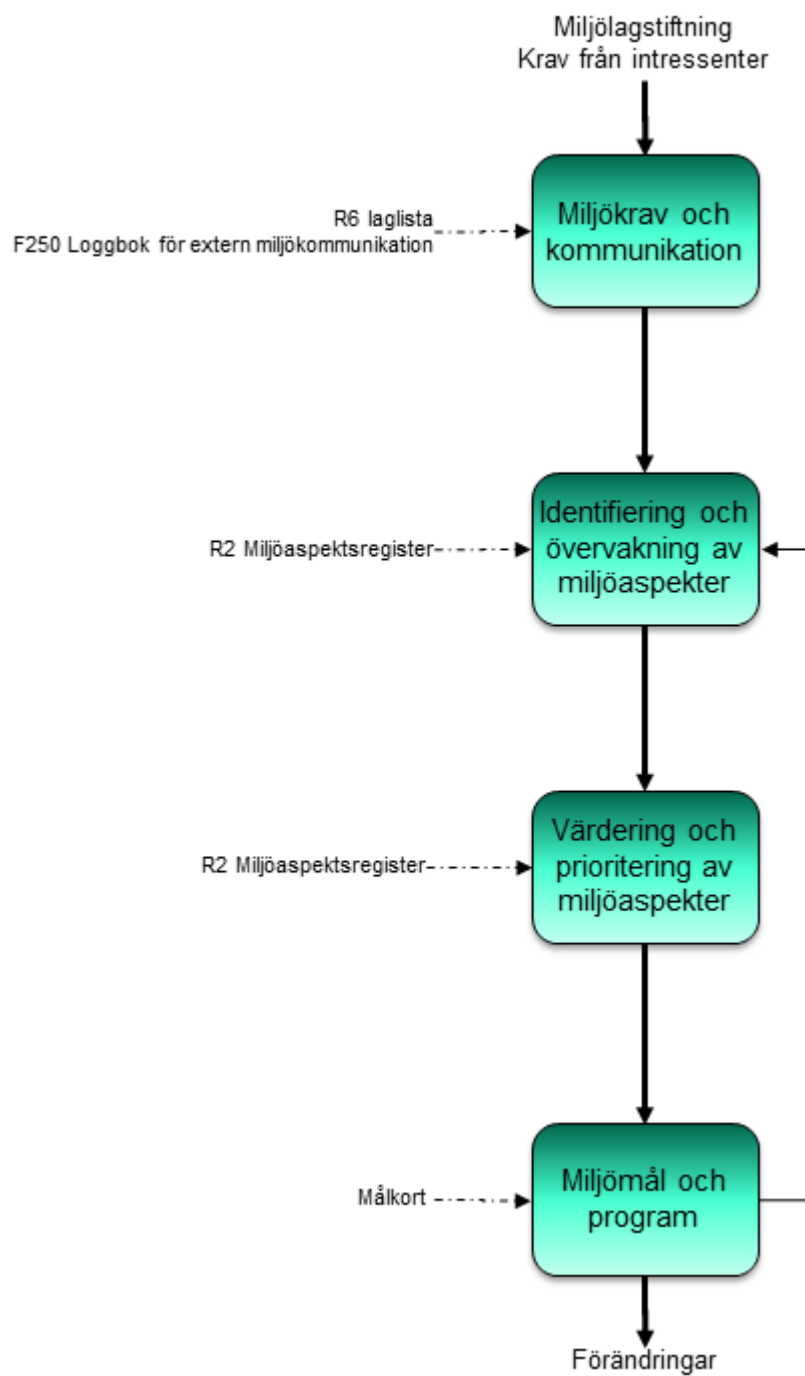 Miljölagstiftning
Krav från intressenter
R6 laglista
F250 Loggbok för extern miljökommunikation
Miljökrav och
kommunikation
R2 Miljöaspektsregister
Identifiering och
övervakning av
miljöaspekter
R2 Miljöaspektsregister
Värdering och
prioritering av
miljöaspekter
Målkort
Miljömål och
program
Förändringar